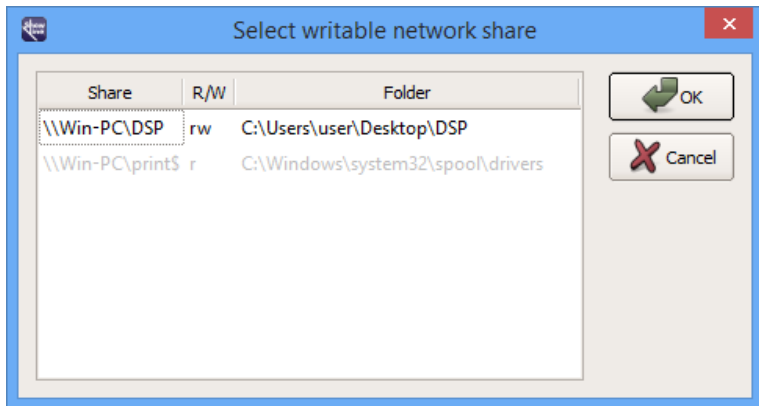 Select writable network share
Share R/W Folder
\\Win-PC\DSP rw C:\Users\user\Desktop\DSP
\\Win-PC\print$ r C:\Windows\system32\spool\drivers
OK
Cancel